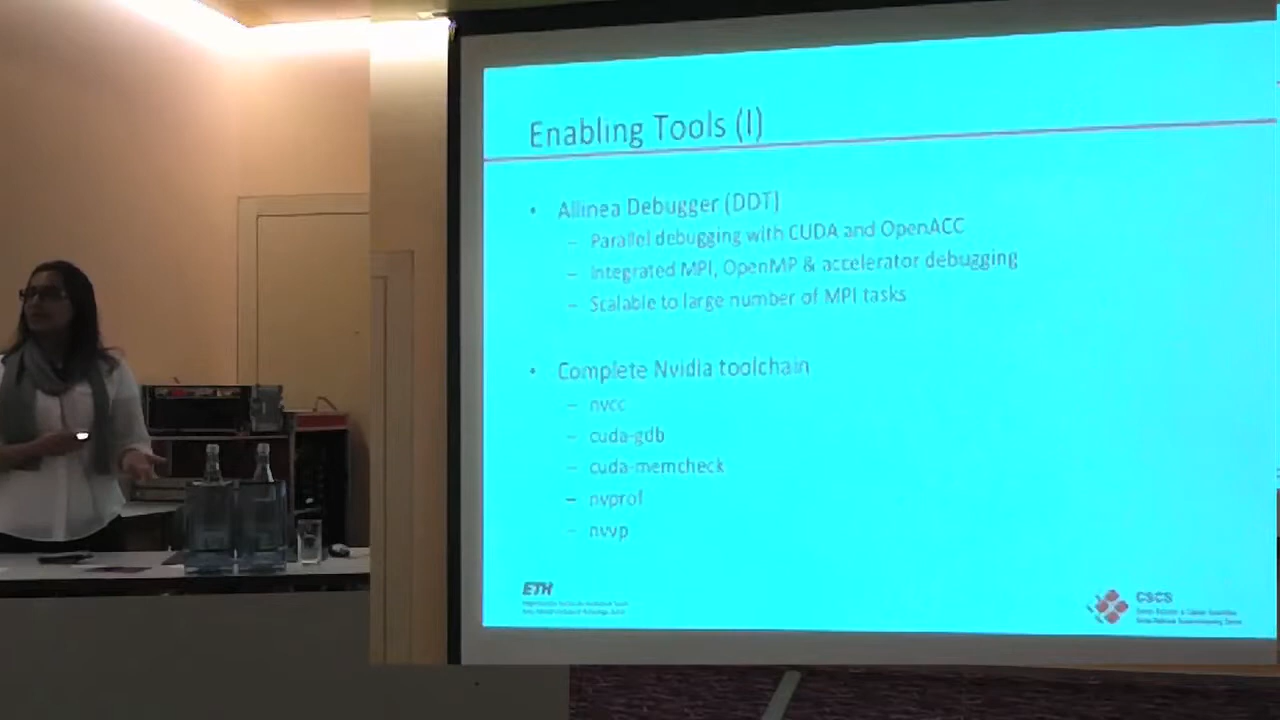 Enabling Tools (I)
• Allinea Debugger (DDT)
– Parallel debugging with CUDA and OpenACC
– Integrated MPI, OpenMP & accelerator debugging
– Scalable to large number of MPI tasks
• Complete Nvidia toolchain
– nvcc
– cuda-gdb
– cuda-memcheck
– nvprof
– nvvp
ETH
CSCS